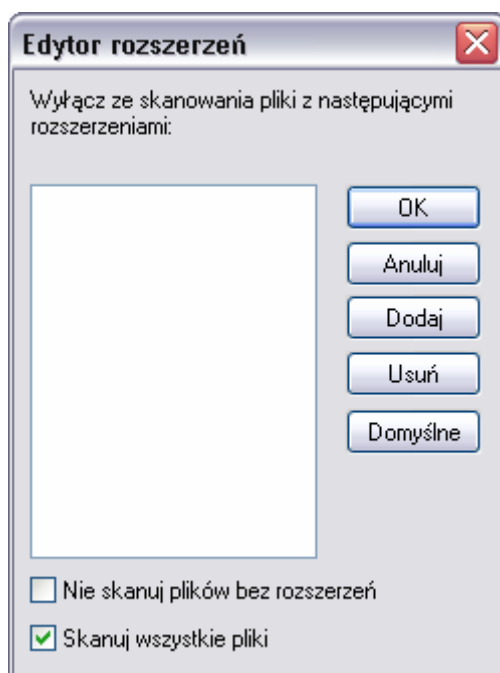 Edytor rozszerzeń
Wyłącz ze skanowania pliki z następującymi
rozszerzeniami:
OK
Anuluj
Dodaj
Usuń
Domyślne
Nie skanuj plików bez rozszerzeń
Skanuj wszystkie pliki